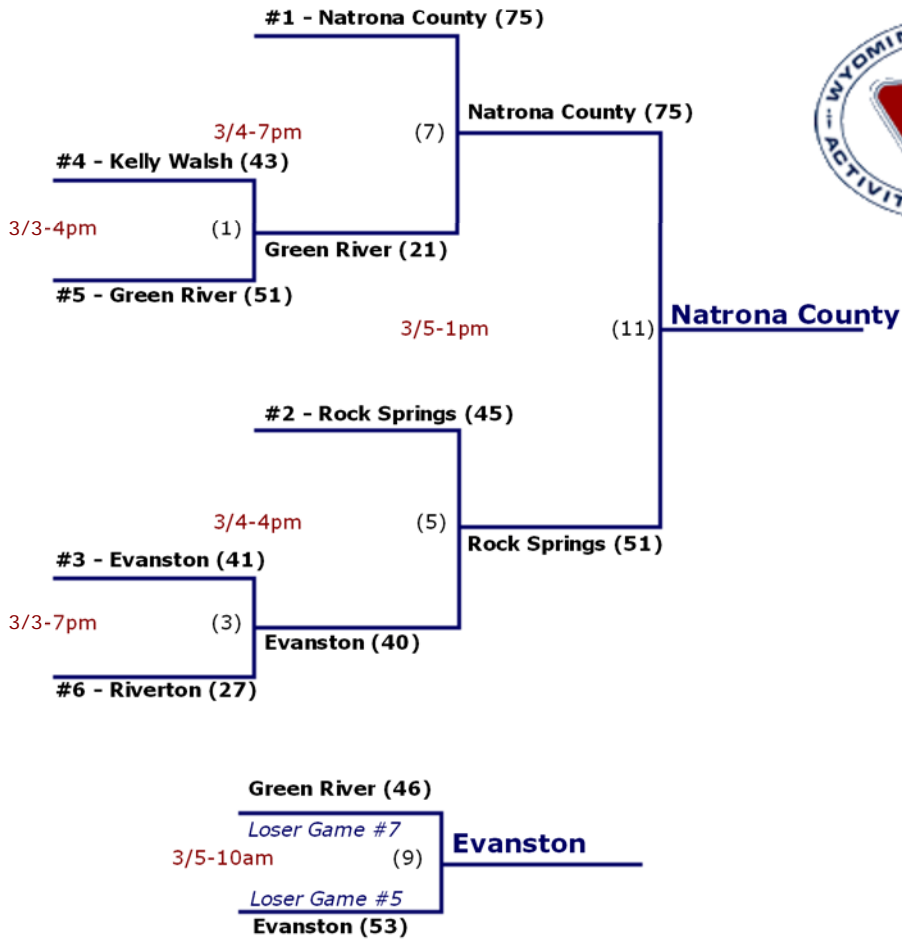 #1 - Natrona County (75)
WYOMIN
ACTIVIT
3/4-7pm
(7)
Natrona County (75)
#4 - Kelly Walsh (43)
3/3-4pm
(1)
Green River (21)
#5 - Green River (51)
3/5-1pm
(11)
Natrona County
#2 - Rock Springs (45)
3/4-4pm
(5)
Rock Springs (51)
#3 - Evanston (41)
3/3-7pm
(3)
Evanston (40)
#6 - Riverton (27)
Green River (46)
Loser Game #7
3/5-10am
(9)
Evanston
Loser Game #5
Evanston (53)